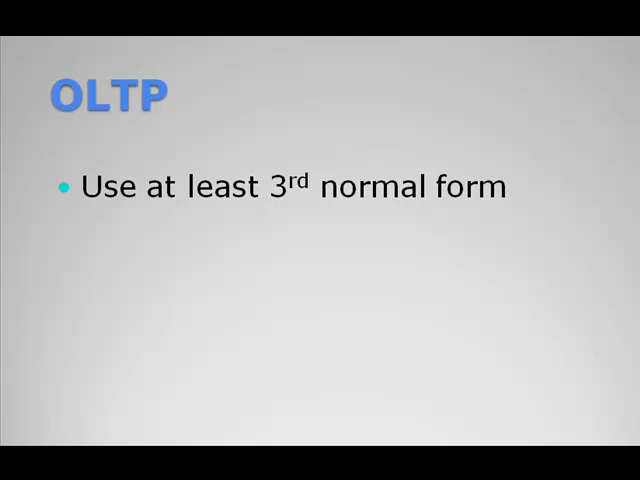 OLTP
• Use at least 3rd normal form